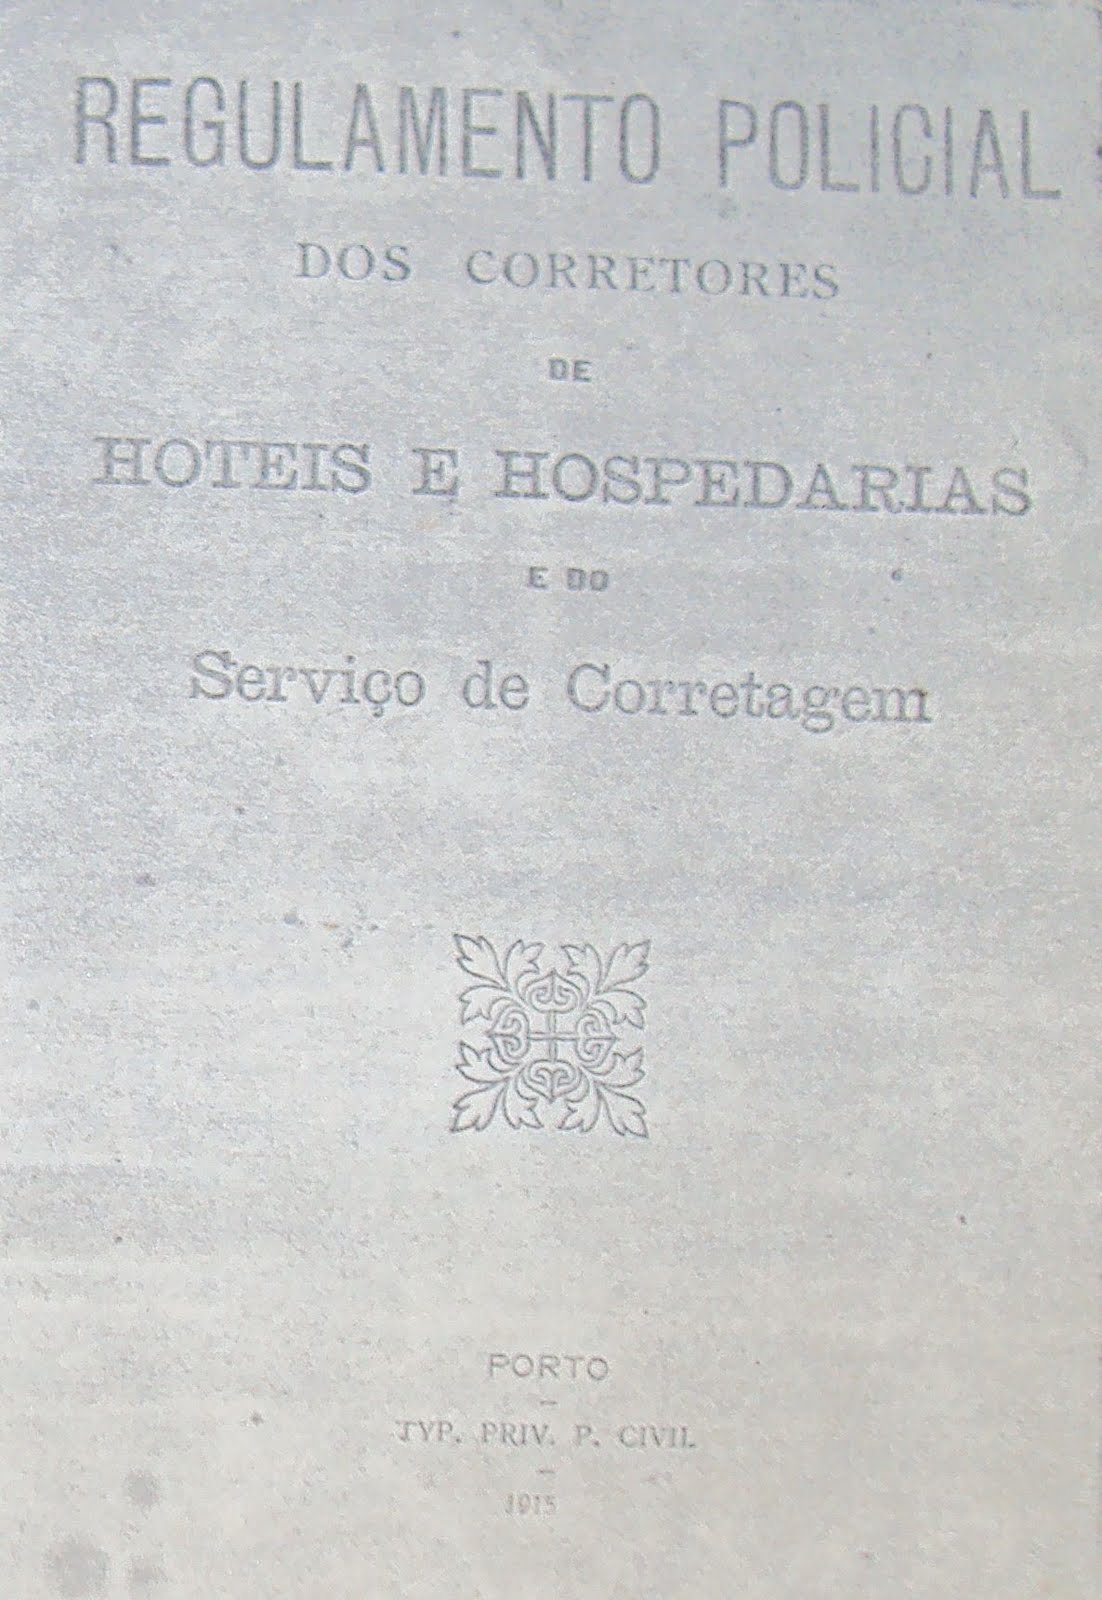 REGULAMENTO POLICIAL
DOS CORRETORES
DE
HOTEIS E HOSPEDARIAS
E DO
Serviço de Corretagem
PORTO
TYP. PRIV. P. CIVIL
1915